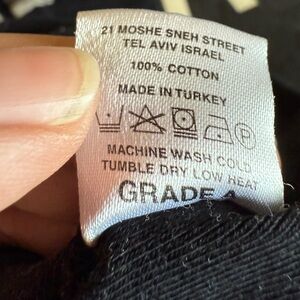 21 MOSHE SNEH STREET
TEL AVIV ISRAEL
100% COTTON
MADE IN TURKEY
P
MACHINE WASH COLD
TUMBLE DRY LOW HEAT
GRADE A